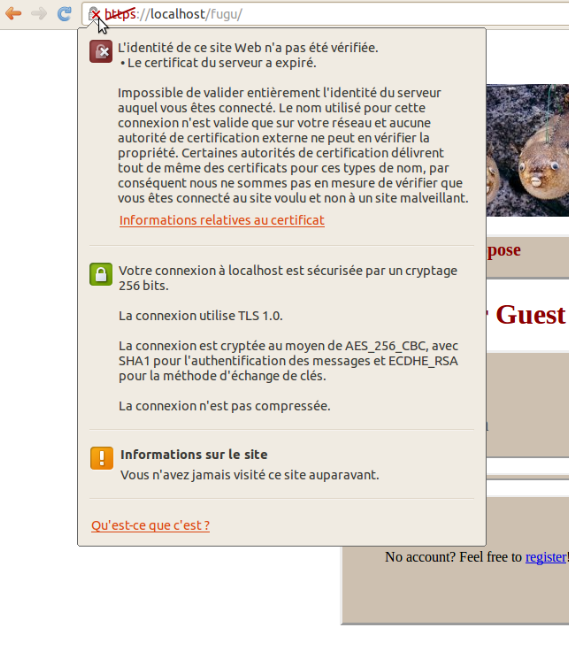 https://localhost/fugu/
L'identité de ce site Web n'a pas été vérifiée.
• Le certificat du serveur a expiré.
Impossible de valider entièrement l'identité du serveur
auquel vous êtes connecté. Le nom utilisé pour cette
connexion n'est valide que sur votre réseau et aucune
autorité de certification externe ne peut en vérifier la
propriété. Certaines autorités de certification délivrent
tout de même des certificats pour ces types de nom, par
conséquent nous ne sommes pas en mesure de vérifier que
vous êtes connecté au site voulu et non à un site malveillant.
Informations relatives au certificat
pose
Votre connexion à localhost est sécurisée par un cryptage
256 bits.
Guest
La connexion utilise TLS 1.0.
La connexion est cryptée au moyen de AES_256_CBC, avec
SHA1 pour l'authentification des messages et ECDHE_RSA
pour la méthode d'échange de clés.
La connexion n'est pas compressée.
Informations sur le site
Vous n'avez jamais visité ce site auparavant.
Qu'est-ce que c'est ?
No account? Feel free to register!